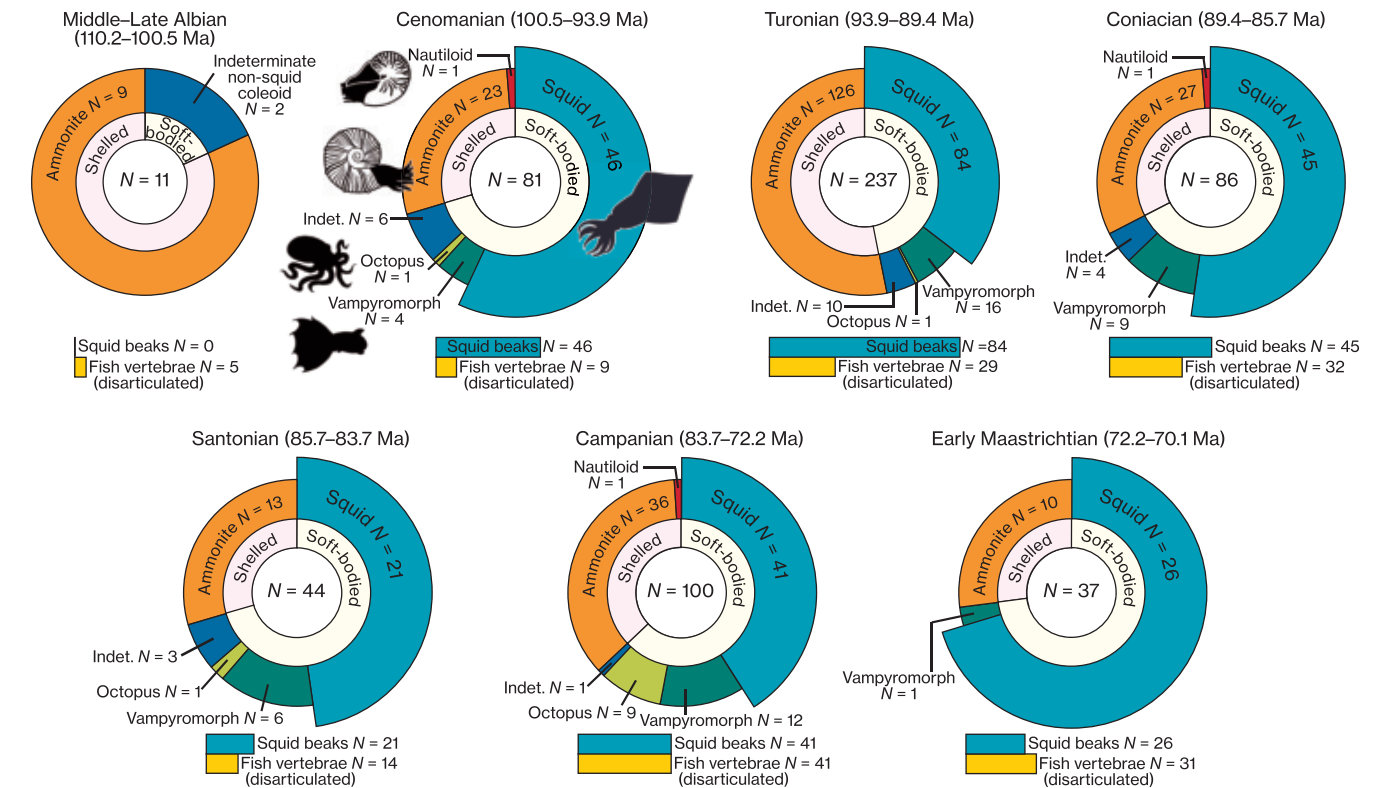 Middle–Late Albian
(110.2–100.5 Ma)
Indeterminate
non-squid
coleoid
N = 2
Ammonite N = 9
Shelled
Soft-
bodied
N = 11
Squid beaks N = 0
Fish vertebrae N = 5
(disarticulated)
Cenomanian (100.5–93.9 Ma)
Nautiloid
N = 1
Squid N = 46
Ammonite N = 23
Shelled
Soft-bodied
N = 81
Indet. N = 6
Octopus
N = 1
Vampyromorph
N = 4
Squid beaks N = 46
Fish vertebrae N = 9
(disarticulated)
Turonian (93.9–89.4 Ma)
Ammonite N = 126
Squid N = 84
Shelled
Soft-bodied
N = 237
Vampyromorph
N = 16
Indet. N = 10
Octopus N = 1
Squid beaks N =84
Fish vertebrae N = 29
(disarticulated)
Coniacian (89.4–85.7 Ma)
Nautiloid
N = 1
Squid N = 45
Ammonite N = 27
Shelled
Soft-bodied
N = 86
Indet.
N = 4
Vampyromorph
N = 9
Squid beaks N = 45
Fish vertebrae N = 32
(disarticulated)
Santonian (85.7–83.7 Ma)
Ammonite N = 13
Squid N = 21
Shelled
Soft-bodied
N = 44
Indet. N = 3
Octopus N = 1
Vampyromorph N = 6
Squid beaks N = 21
Fish vertebrae N = 14
(disarticulated)
Campanian (83.7–72.2 Ma)
Nautiloid
N = 1
Ammonite N = 36
Squid N = 41
Shelled
Soft-bodied
N = 100
Indet. N = 1
Octopus N = 9
Vampyromorph N = 12
Squid beaks N = 41
Fish vertebrae N = 41
(disarticulated)
Early Maastrichtian (72.2–70.1 Ma)
Ammonite N = 10
Squid N = 26
Shelled
Soft-bodied
N = 37
Vampyromorph
N = 1
Squid beaks N = 26
Fish vertebrae N = 31
(disarticulated)